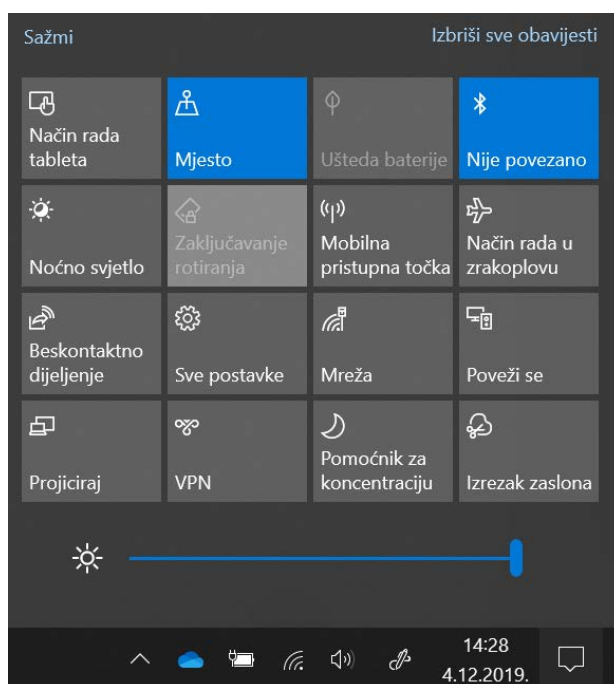 Sažmi
Izbriši sve obavijesti
Način rada
tableta
Mjesto
Ušteda baterije
Nije povezano
Noćno svjetlo
Zaključavanje
rotiranja
Mobilna
pristupna točka
Način rada u
zrakoplovu
Beskontaktno
dijeljenje
Sve postavke
Mreža
Poveži se
Projiciraj
VPN
Pomoćnik za
koncentraciju
Izrezak zaslona
14:28
4.12.2019.